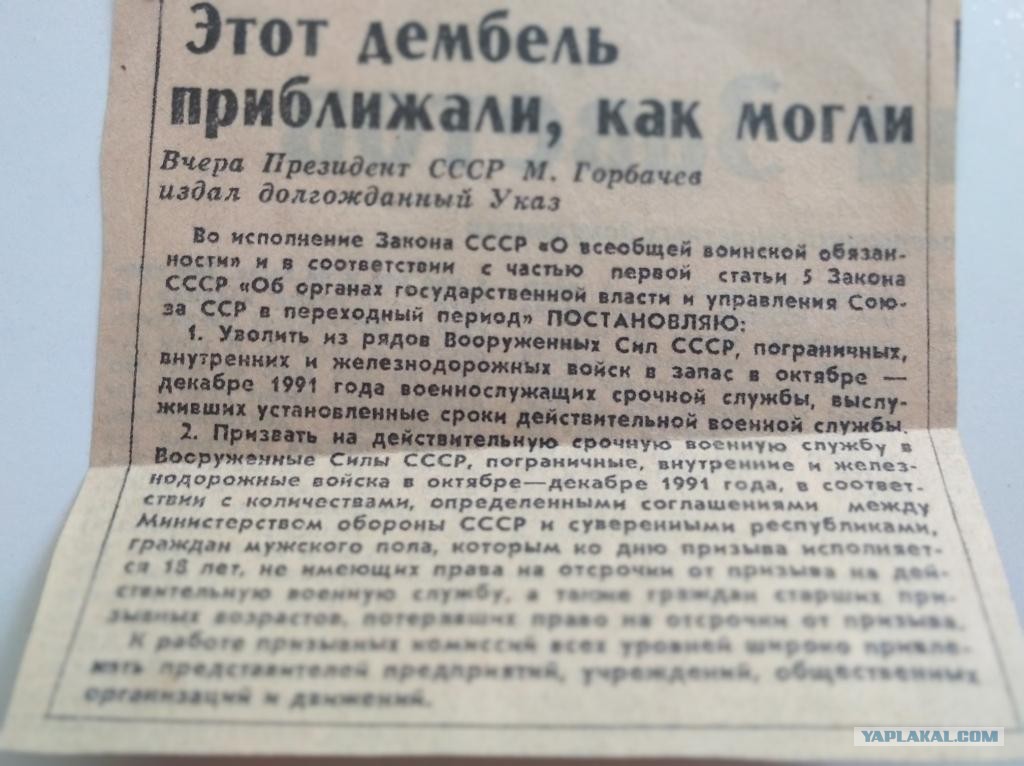 Этот дембель
приближали, как могли
Вчера Президент СССР М. Горбачев
издал долгожданный Указ
Во исполнение Закона СССР «О всеобщей воинской обязан-
ности» и в соответствии с частью первой статьи 5 Закона
СССР «Об органах государственной власти и управления Сою-
за ССР в переходный период» ПОСТАНОВЛЯЮ:
1. Уволить из рядов Вооруженных Сил СССР, пограничных,
внутренних и железнодорожных войск в запас в октябре —
декабре 1991 года военнослужащих срочной службы, выслу-
живших установленные сроки действительной военной службы.
2. Призвать на действительную срочную военную службу в
Вооруженные Силы СССР, пограничные, внутренние и желез-
нодорожные войска в октябре—декабре 1991 года, в соответ-
ствии с количествами, определенными соглашениями между
Министерством обороны СССР и суверенными республиками,
граждан мужского пола, которым ко дню призыва исполняет-
ся 18 лет, не имеющих права на отсрочки от призыва на дей-
ствительную военную службу, а также граждан старших при-
зывных возрастов, потерявших право на отсрочки от призыва.
К работе призывных комиссий всех уровней широко привле-
кать представителей предприятий, учреждений, общественных
организаций и движений.
YAPLAKAL.COM